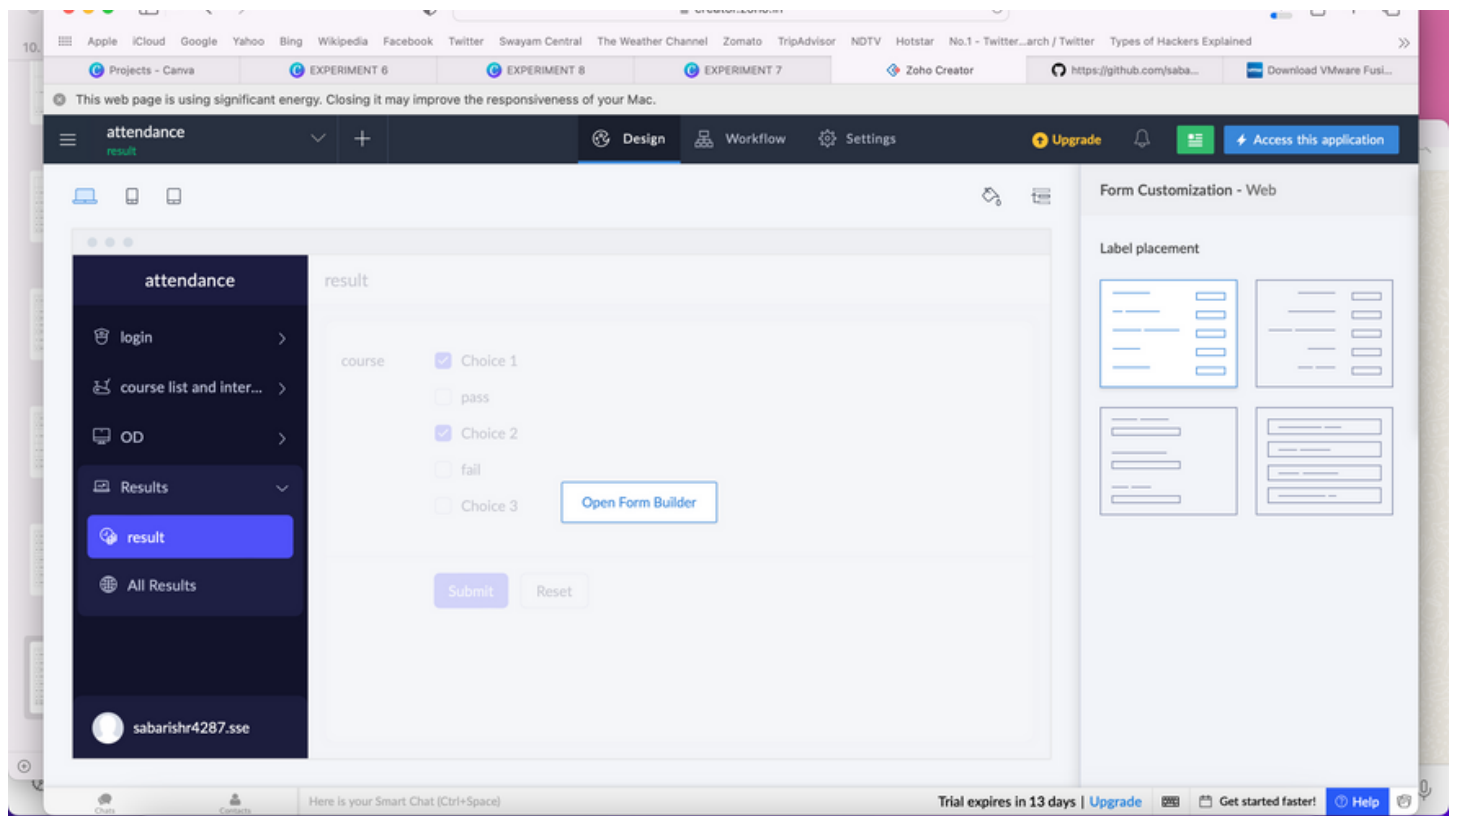 creator.zoho.in
10.
Apple iCloud Google Yahoo Bing Wikipedia Facebook Twitter Swayam Central The Weather Channel Zomato TripAdvisor NDTV Hotstar No.1 - Twitter...arch / Twitter Types of Hackers Explained
Projects - Canva EXPERIMENT 6 EXPERIMENT 8 EXPERIMENT 7 Zoho Creator https://github.com/saba... Download VMware Fusi...
This web page is using significant energy. Closing it may improve the responsiveness of your Mac.
attendance
result
Design Workflow Settings Upgrade Access this application
Form Customization - Web
Label placement
attendance
login
course list and inter...
OD
Results
result
All Results
sabarishr4287.sse
result
course Choice 1
pass
Choice 2
fail
Choice 3
Open Form Builder
Submit Reset
Chats Contacts Here is your Smart Chat (Ctrl+Space) Trial expires in 13 days | Upgrade Get started faster! Help